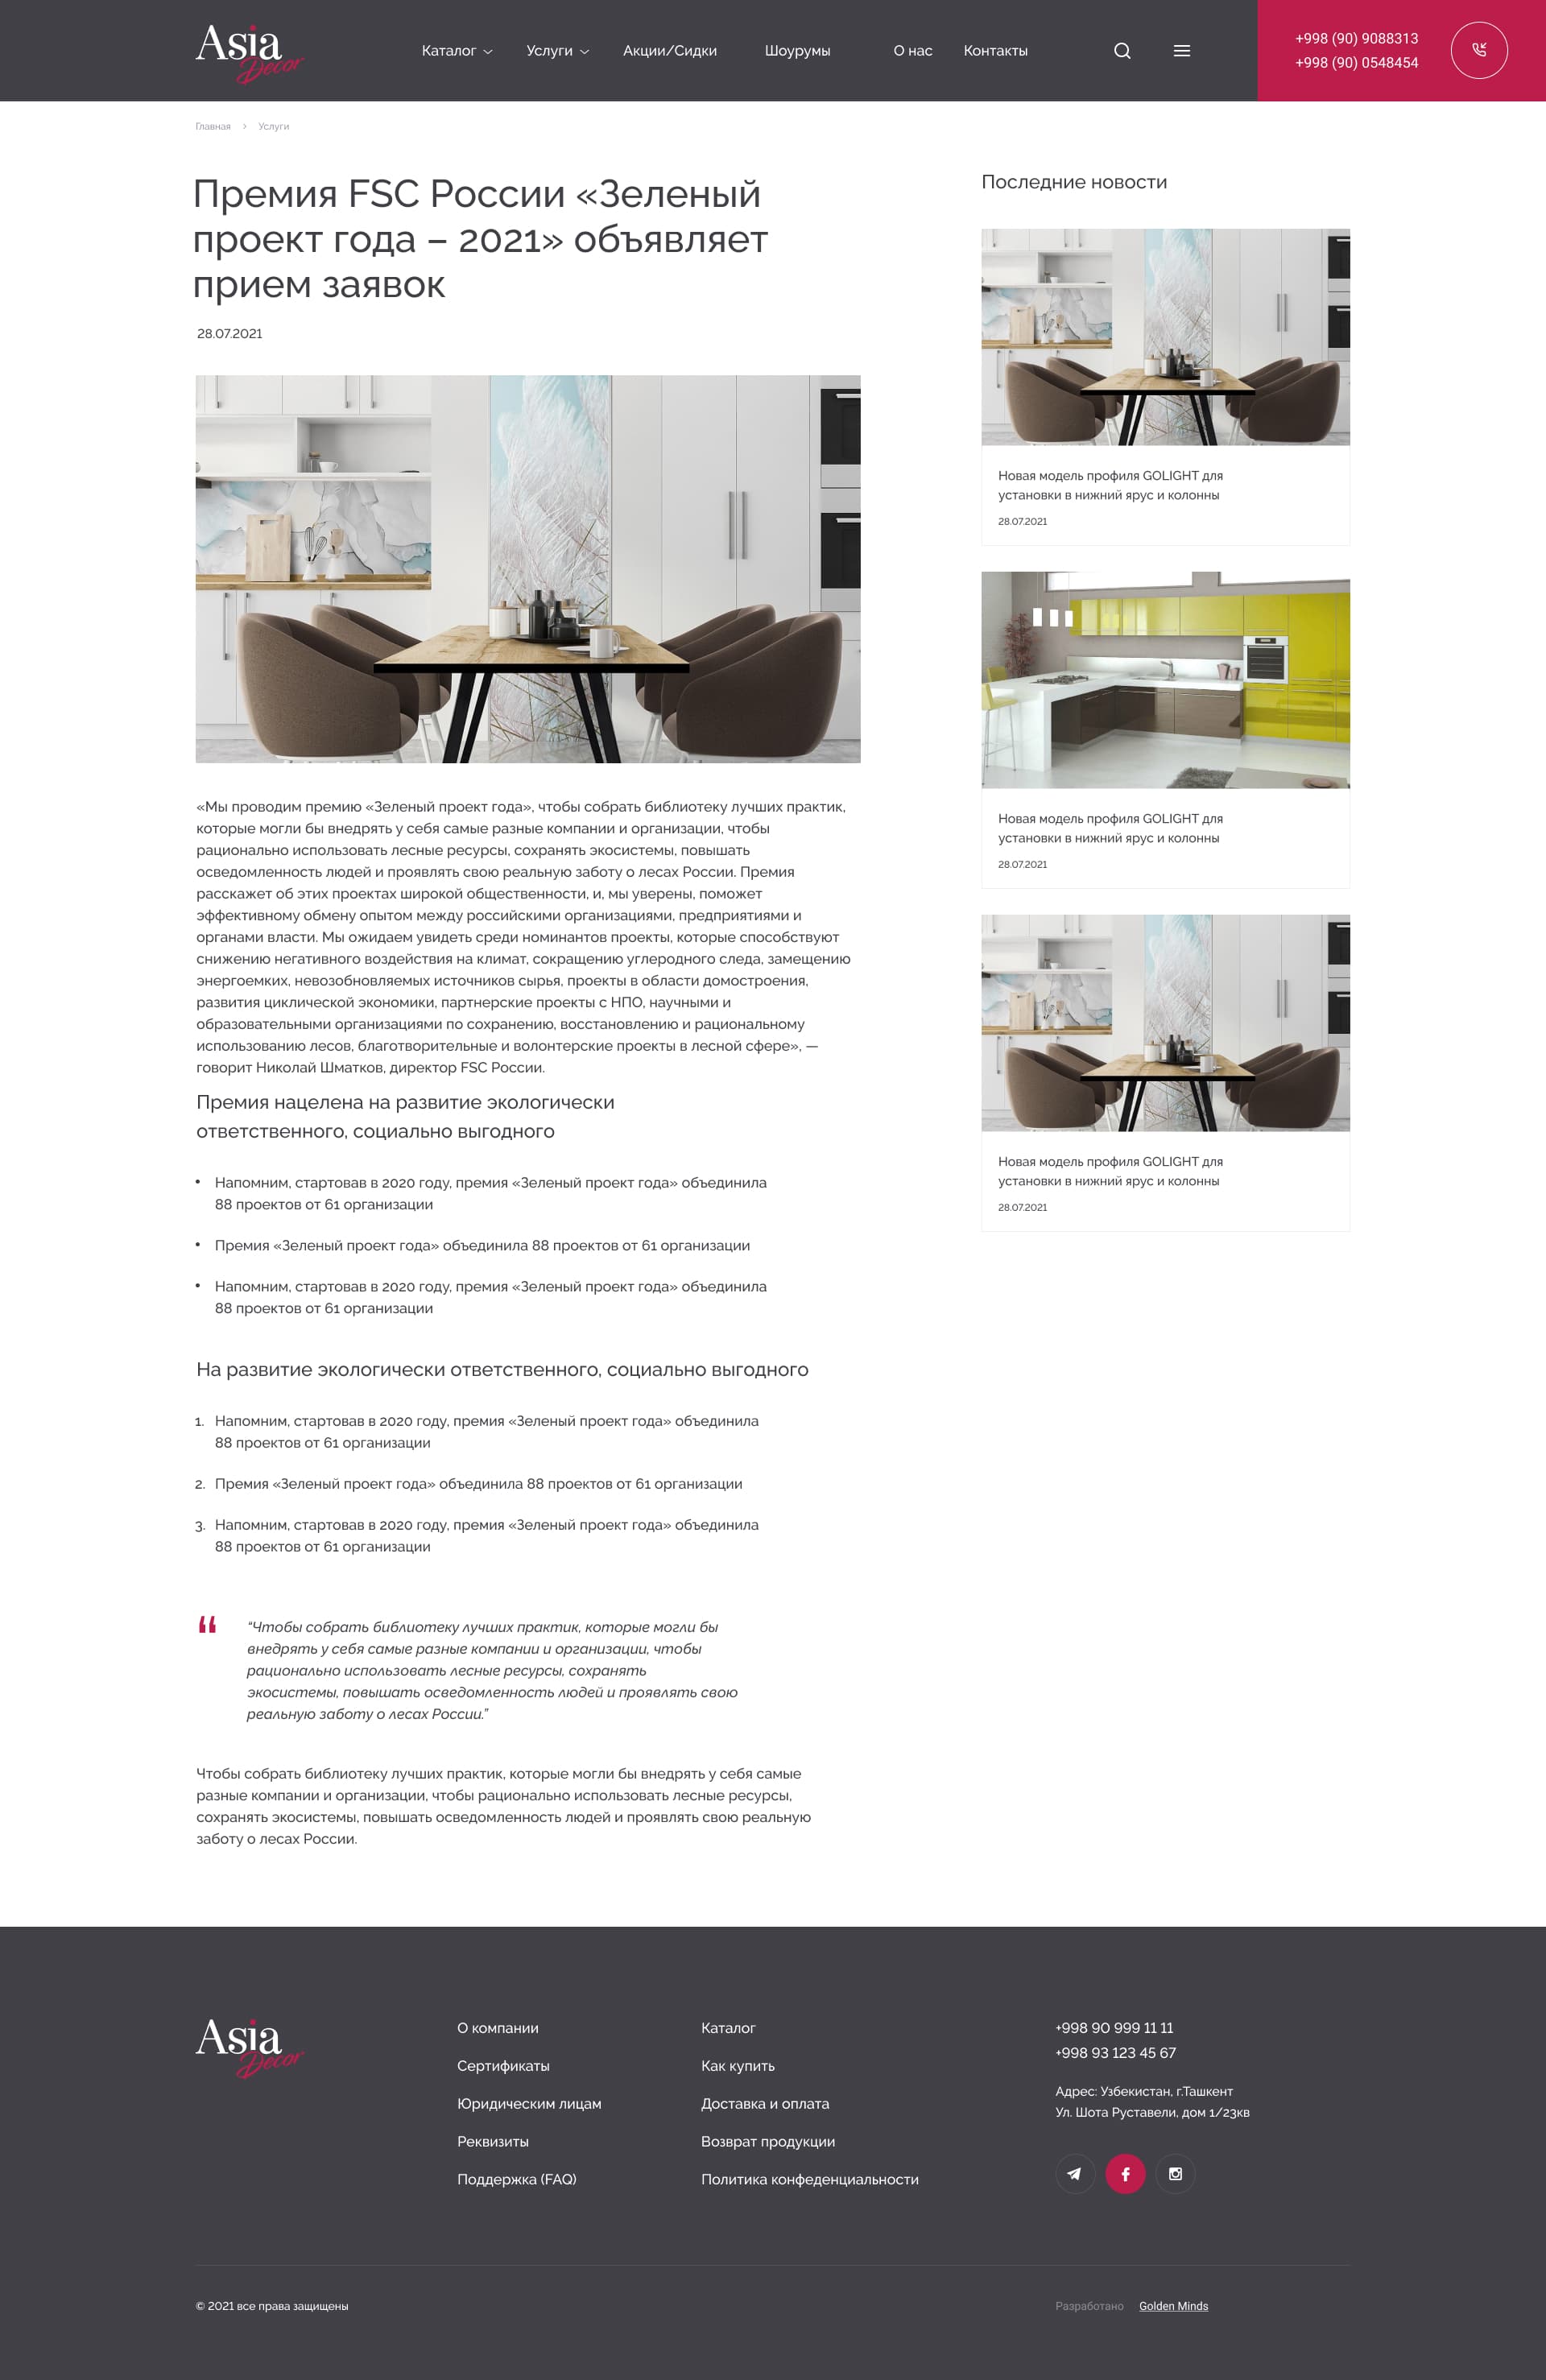 Asia
Decor
Каталог
Услуги
Акции/Сидки
Шоурумы
О нас
Контакты
+998 (90) 9088313
+998 (90) 0548454
Главная
Услуги
Премия FSC России «Зеленый
проект года – 2021» объявляет
прием заявок
28.07.2021
«Мы проводим премию «Зеленый проект года», чтобы собрать библиотеку лучших практик,
которые могли бы внедрять у себя самые разные компании и организации, чтобы
рационально использовать лесные ресурсы, сохранять экосистемы, повышать
осведомленность людей и проявлять свою реальную заботу о лесах России. Премия
расскажет об этих проектах широкой общественности, и, мы уверены, поможет
эффективному обмену опытом между российскими организациями, предприятиями и
органами власти. Мы ожидаем увидеть среди номинантов проекты, которые способствуют
снижению негативного воздействия на климат, сокращению углеродного следа, замещению
энергоемких, невозобновляемых источников сырья, проекты в области домостроения,
развития циклической экономики, партнерские проекты с НПО, научными и
образовательными организациями по сохранению, восстановлению и рациональному
использованию лесов, благотворительные и волонтерские проекты в лесной сфере», —
говорит Николай Шматков, директор FSC России.
Премия нацелена на развитие экологически
ответственного, социально выгодного
• Напомним, стартовав в 2020 году, премия «Зеленый проект года» объединила
88 проектов от 61 организации
• Премия «Зеленый проект года» объединила 88 проектов от 61 организации
• Напомним, стартовав в 2020 году, премия «Зеленый проект года» объединила
88 проектов от 61 организации
На развитие экологически ответственного, социально выгодного
1. Напомним, стартовав в 2020 году, премия «Зеленый проект года» объединила
88 проектов от 61 организации
2. Премия «Зеленый проект года» объединила 88 проектов от 61 организации
3. Напомним, стартовав в 2020 году, премия «Зеленый проект года» объединила
88 проектов от 61 организации
“Чтобы собрать библиотеку лучших практик, которые могли бы
внедрять у себя самые разные компании и организации, чтобы
рационально использовать лесные ресурсы, сохранять
экосистемы, повышать осведомленность людей и проявлять свою
реальную заботу о лесах России.”
Чтобы собрать библиотеку лучших практик, которые могли бы внедрять у себя самые
разные компании и организации, чтобы рационально использовать лесные ресурсы,
сохранять экосистемы, повышать осведомленность людей и проявлять свою реальную
заботу о лесах России.
Последние новости
Новая модель профиля GOLIGHT для
установки в нижний ярус и колонны
28.07.2021
Новая модель профиля GOLIGHT для
установки в нижний ярус и колонны
28.07.2021
Новая модель профиля GOLIGHT для
установки в нижний ярус и колонны
28.07.2021
Asia
Decor
О компании
Сертификаты
Юридическим лицам
Реквизиты
Поддержка (FAQ)
Каталог
Как купить
Доставка и оплата
Возврат продукции
Политика конфеденциальности
+998 90 999 11 11
+998 93 123 45 67
Адрес: Узбекистан, г.Ташкент
Ул. Шота Руставели, дом 1/23кв
© 2021 все права защищены
Разработано Golden Minds